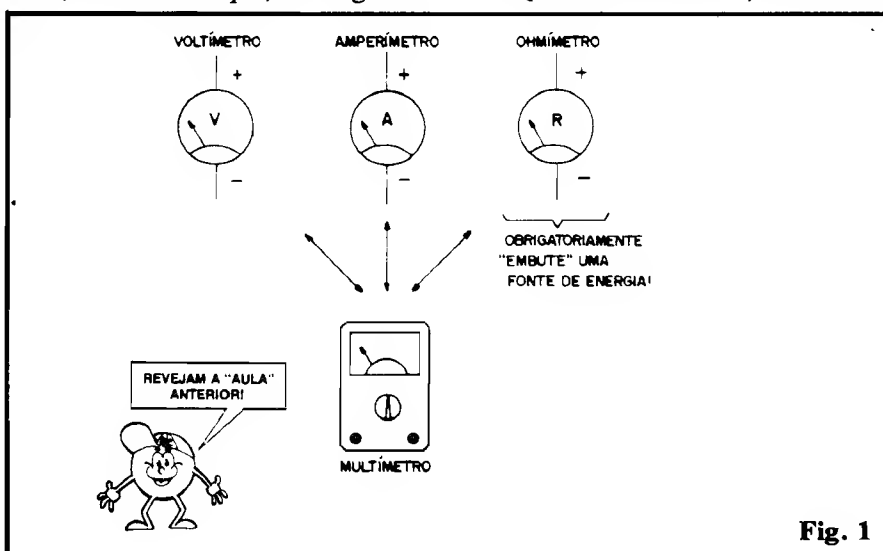 VOLTÍMETRO AMPERÍMETRO OHMÍMETRO
+ + +
V A R
− − −
OBRIGATORIAMENTE
"EMBUTE" UMA
FONTE DE ENERGIA!
REVEJAM A "AULA"
ANTERIOR!
MULTÍMETRO
Fig. 1